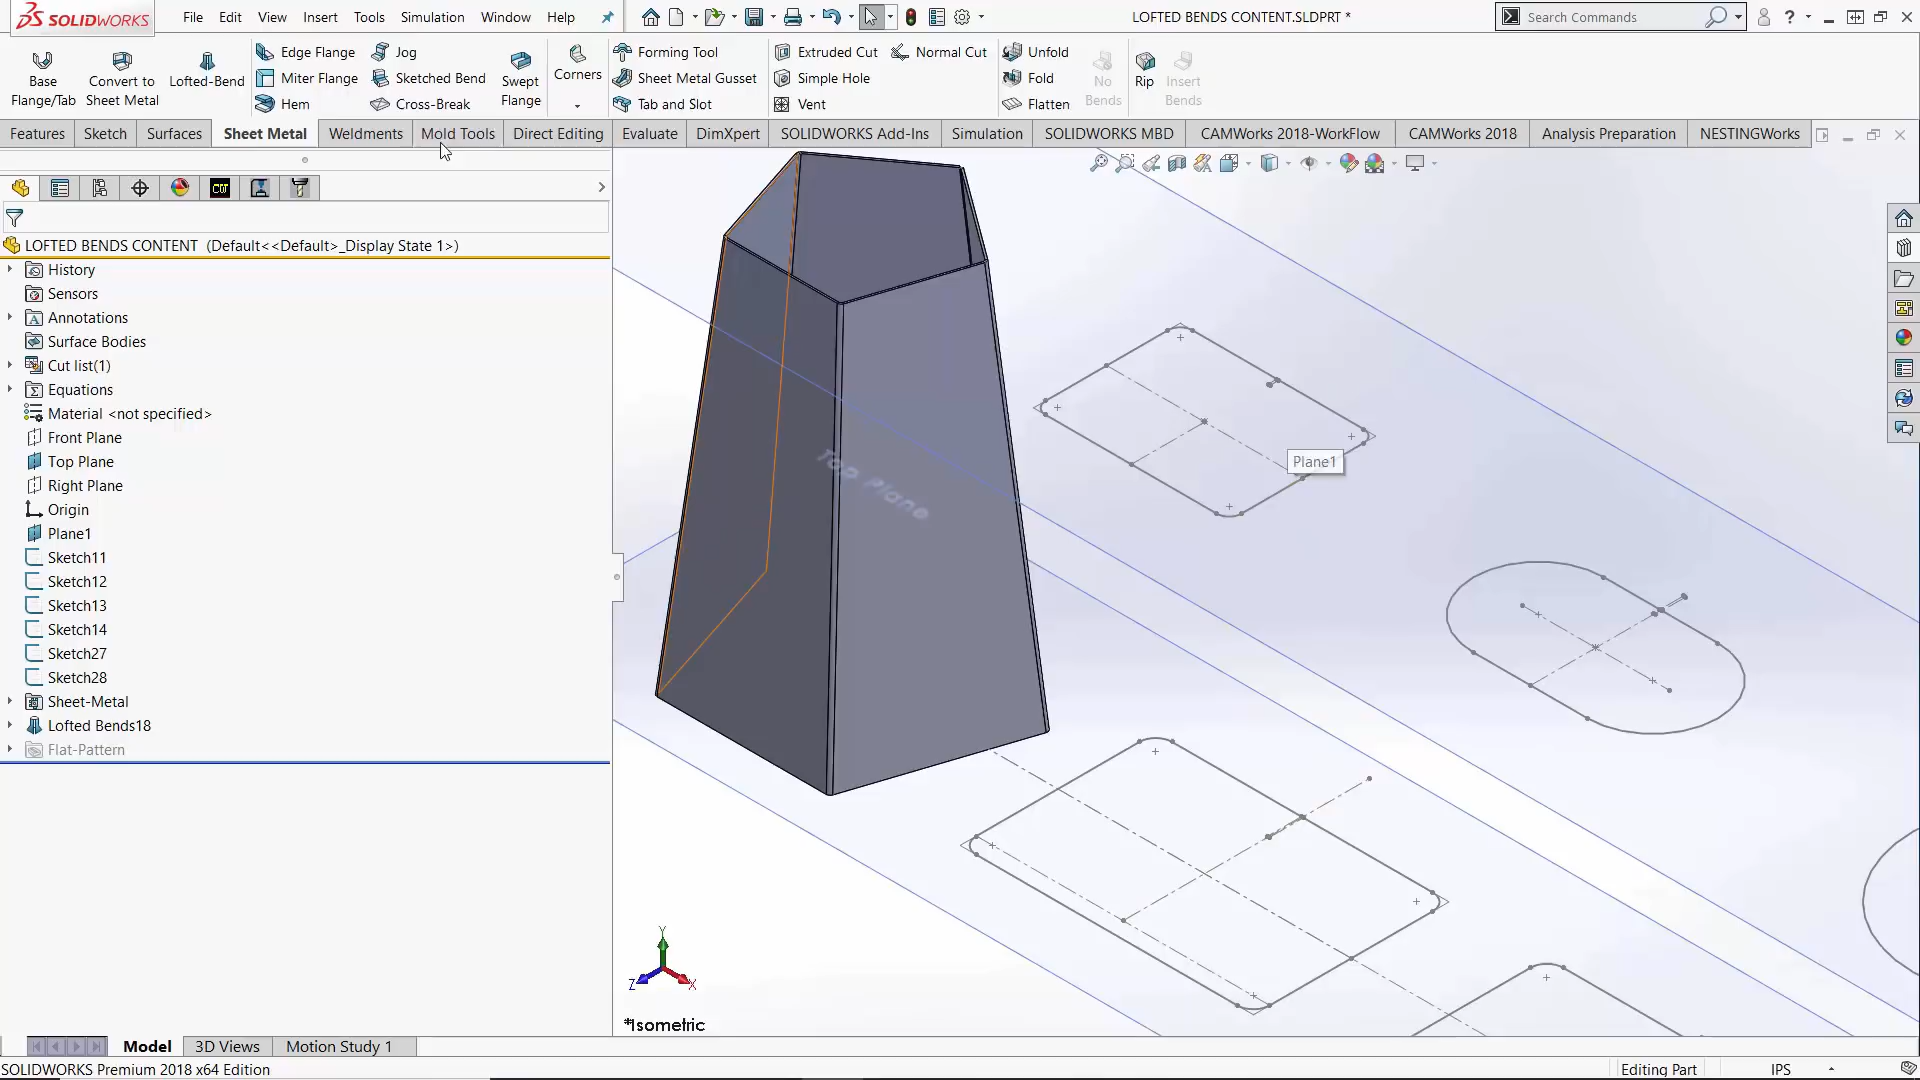 SOLIDWORKS File Edit View Insert Tools Simulation Window Help LOFTED BENDS CONTENT.SLDPRT * Search Commands ?
Base Flange/Tab
Convert to Sheet Metal
Lofted-Bend
Edge Flange
Miter Flange
Hem
Jog
Sketched Bend
Cross-Break
Swept Flange
Corners
Forming Tool
Sheet Metal Gusset
Tab and Slot
Extruded Cut
Simple Hole
Vent
Normal Cut
Unfold
Fold
Flatten
No Bends
Rip
Insert Bends
Features Sketch Surfaces Sheet Metal Weldments Mold Tools Direct Editing Evaluate DimXpert SOLIDWORKS Add-Ins Simulation SOLIDWORKS MBD CAMWorks 2018-WorkFlow CAMWorks 2018 Analysis Preparation NESTINGWorks
CW
LOFTED BENDS CONTENT (Default<<Default>_Display State 1>)
History
Sensors
Annotations
Surface Bodies
Cut list(1)
Equations
Material <not specified>
Front Plane
Top Plane
Right Plane
Origin
Plane1
Sketch11
Sketch12
Sketch13
Sketch14
Sketch27
Sketch28
Sheet-Metal
Lofted Bends18
Flat-Pattern
Top Plane
Plane1
Y
Z
X
*Isometric
Model 3D Views Motion Study 1
SOLIDWORKS Premium 2018 x64 Edition Editing Part IPS